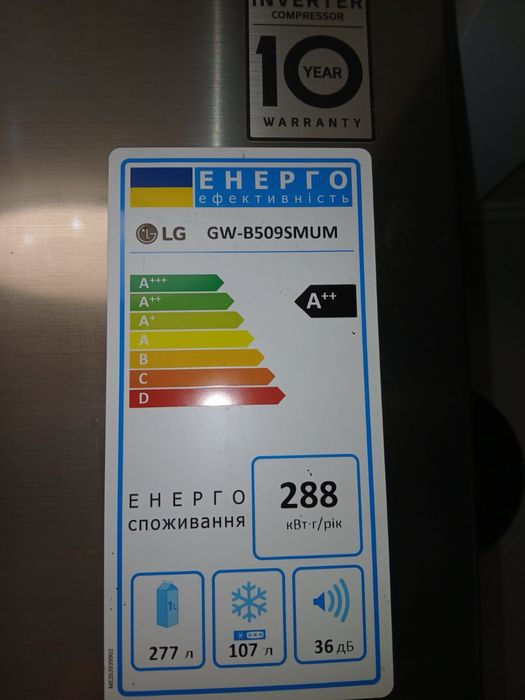 INVERTER
COMPRESSOR
10 YEAR
WARRANTY
ЕНЕРГО
ефективність
LG GW-B509SMUM
A+++
A++
A++
A+
A
B
C
D
ЕНЕРГО
споживання
288
кВт·г/рік
1L
277 л
107 л
36 дБ
MEZ63939902